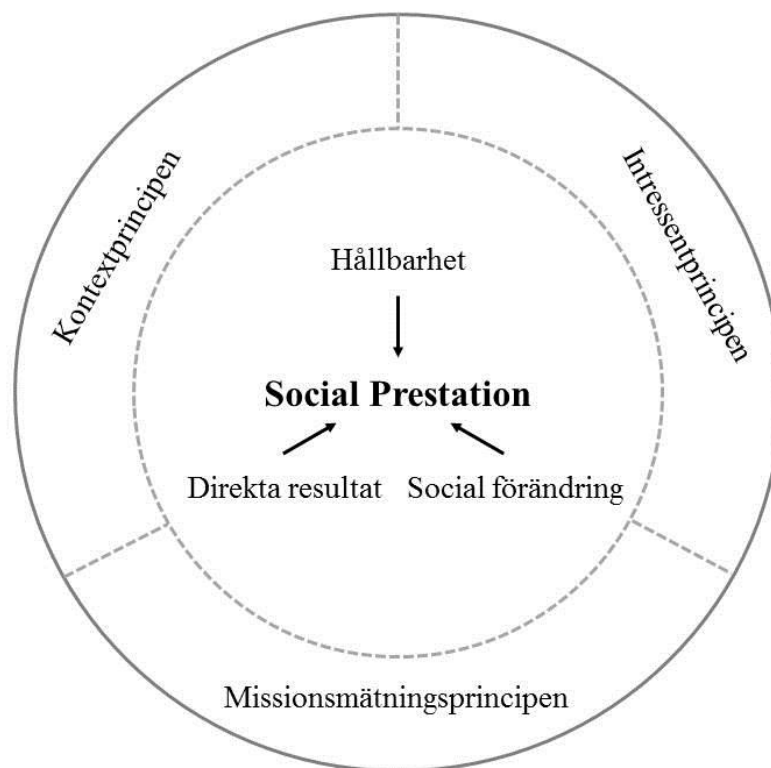 Kontextprincipen
Intressentprincipen
Hållbarhet
Social Prestation
Direkta resultat
Social förändring
Missionsmätningsprincipen